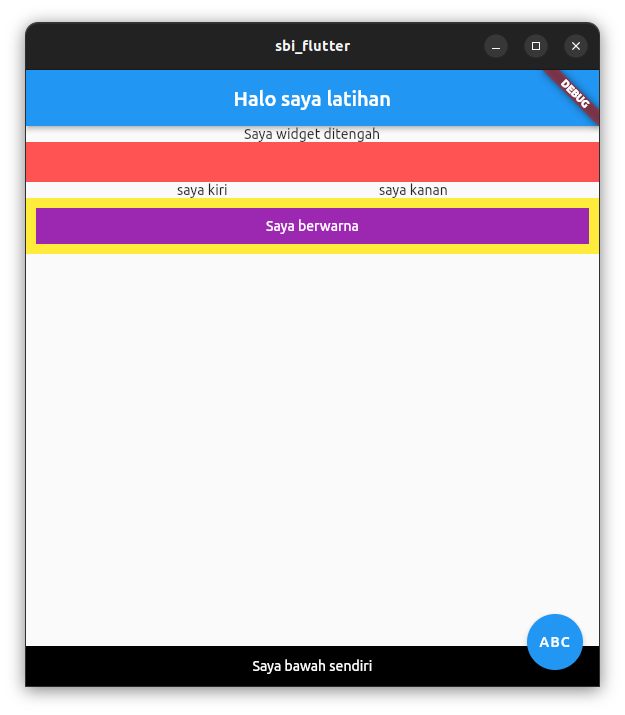 sbi_flutter
Halo saya latihan
DEBUG
Saya widget ditengah
saya kiri saya kanan
Saya berwarna
ABC
Saya bawah sendiri